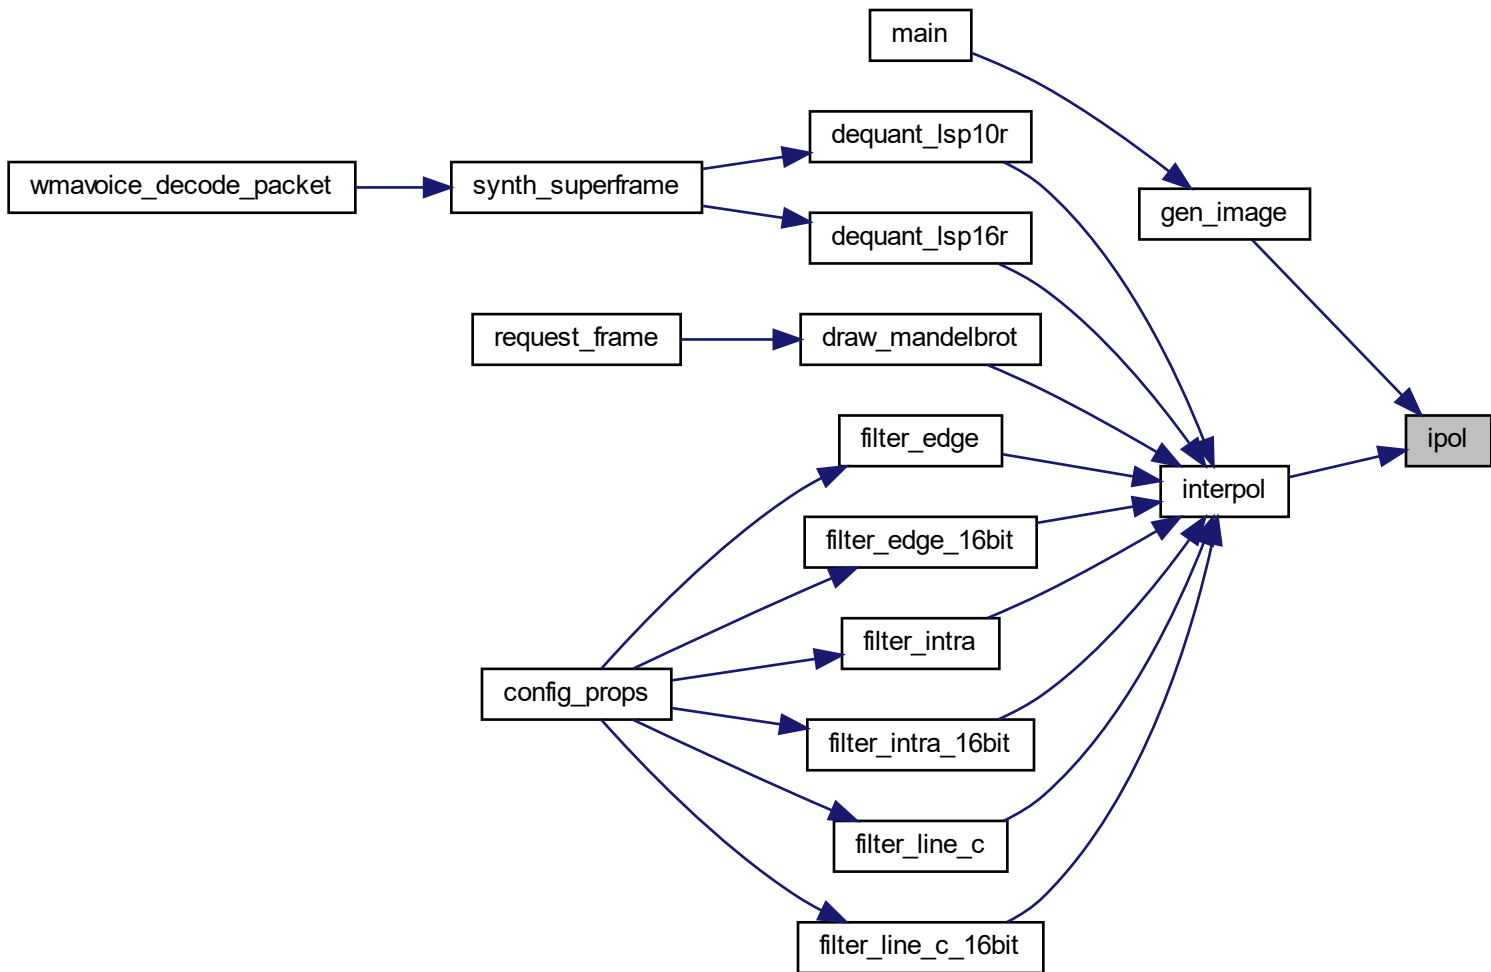 main
dequant_lsp10r
wmavoice_decode_packet
synth_superframe
gen_image
dequant_lsp16r
request_frame
draw_mandelbrot
filter_edge
ipol
interpol
filter_edge_16bit
filter_intra
config_props
filter_intra_16bit
filter_line_c
filter_line_c_16bit